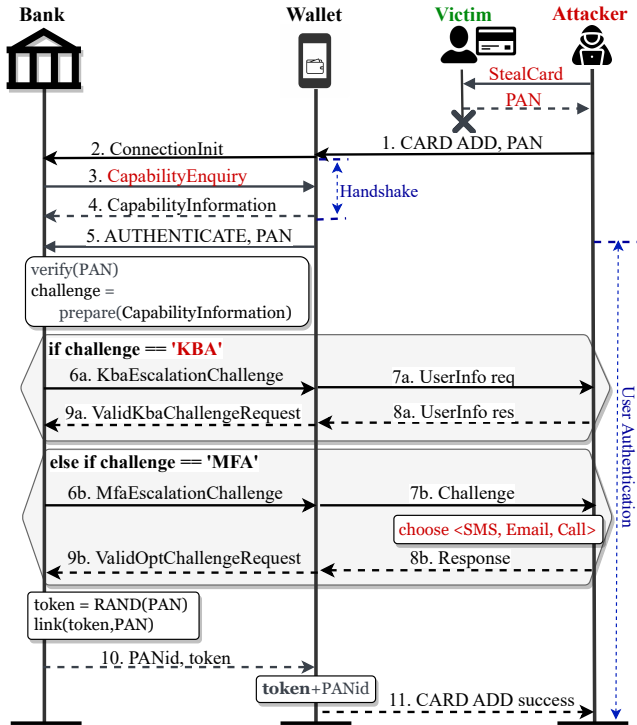 Bank
Wallet
Victim
Attacker
StealCard
PAN
1. CARD ADD, PAN
2. ConnectionInit
3. CapabilityEnquiry
Handshake
4. CapabilityInformation
5. AUTHENTICATE, PAN
verify(PAN)
challenge =
prepare(CapabilityInformation)
if challenge == 'KBA'
6a. KbaEscalationChallenge
7a. UserInfo req
9a. ValidKbaChallengeRequest
8a. UserInfo res
User Authentication
else if challenge == 'MFA'
6b. MfaEscalationChallenge
7b. Challenge
choose <SMS, Email, Call>
9b. ValidOptChallengeRequest
8b. Response
token = RAND(PAN)
link(token,PAN)
10. PANid, token
token+PANid
11. CARD ADD success